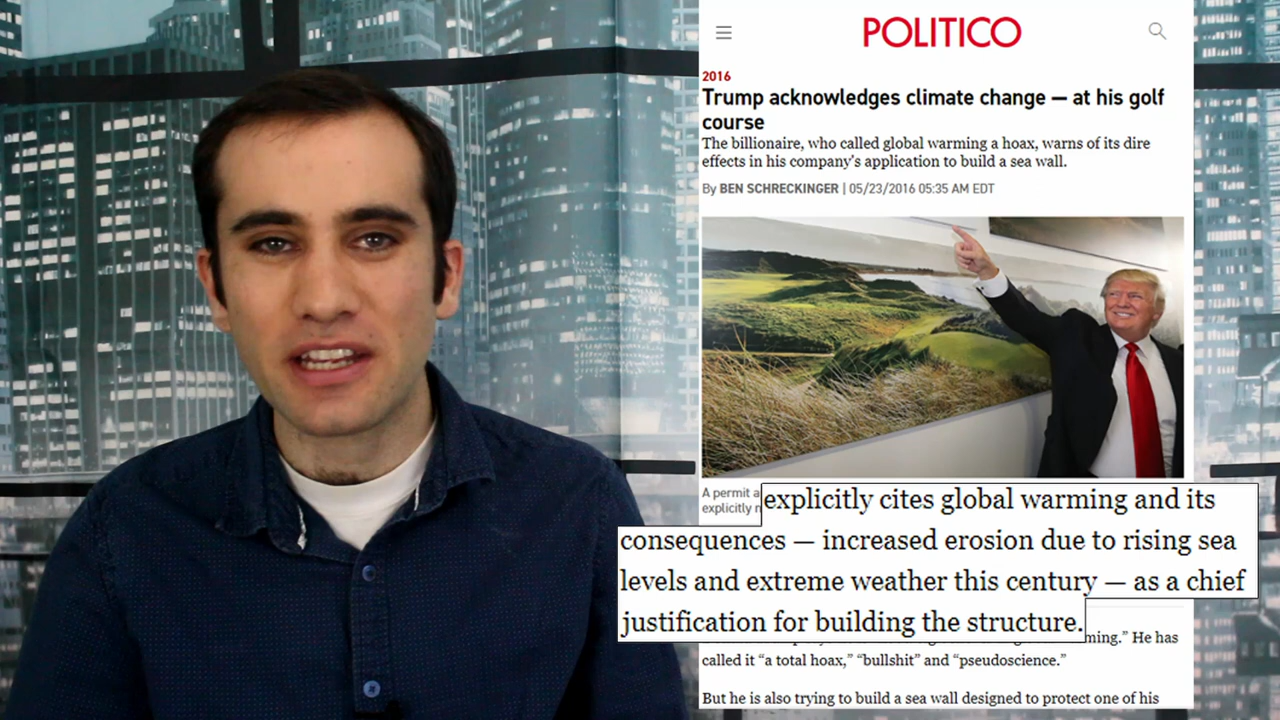 POLITICO
2016
Trump acknowledges climate change — at his golf
course
The billionaire, who called global warming a hoax, warns of its dire
effects in his company's application to build a sea wall.
By BEN SCHRECKINGER | 05/23/2016 05:35 AM EDT
A permit a
explicitly
explicitly cites global warming and its
consequences — increased erosion due to rising sea
levels and extreme weather this century — as a chief
justification for building the structure.
ming.” He has
called it “a total hoax,” “bullshit” and “pseudoscience.”
But he is also trying to build a sea wall designed to protect one of his